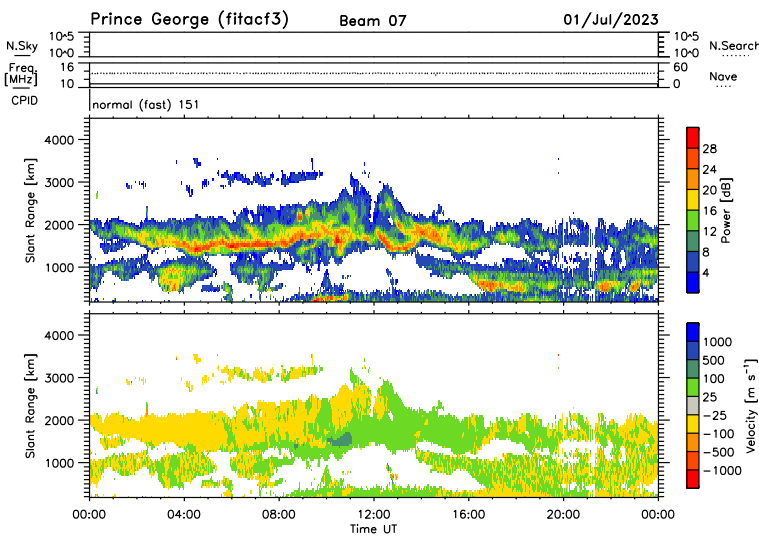 Prince George (fitacf3) Beam 07 01/Jul/2023
N.Sky 10^5 10^5 N.Search
10^0 10^0
Freq 16 60 Nave
[MHz] 10 0
CPID normal (fast) 151
Slant Range [km]
4000
3000
2000
1000
Power [dB]
28
24
20
16
12
8
4
Slant Range [km]
4000
3000
2000
1000
Velocity [m s⁻¹]
1000
500
100
25
−25
−100
−500
−1000
00:00 04:00 08:00 12:00 16:00 20:00 00:00
Time UT